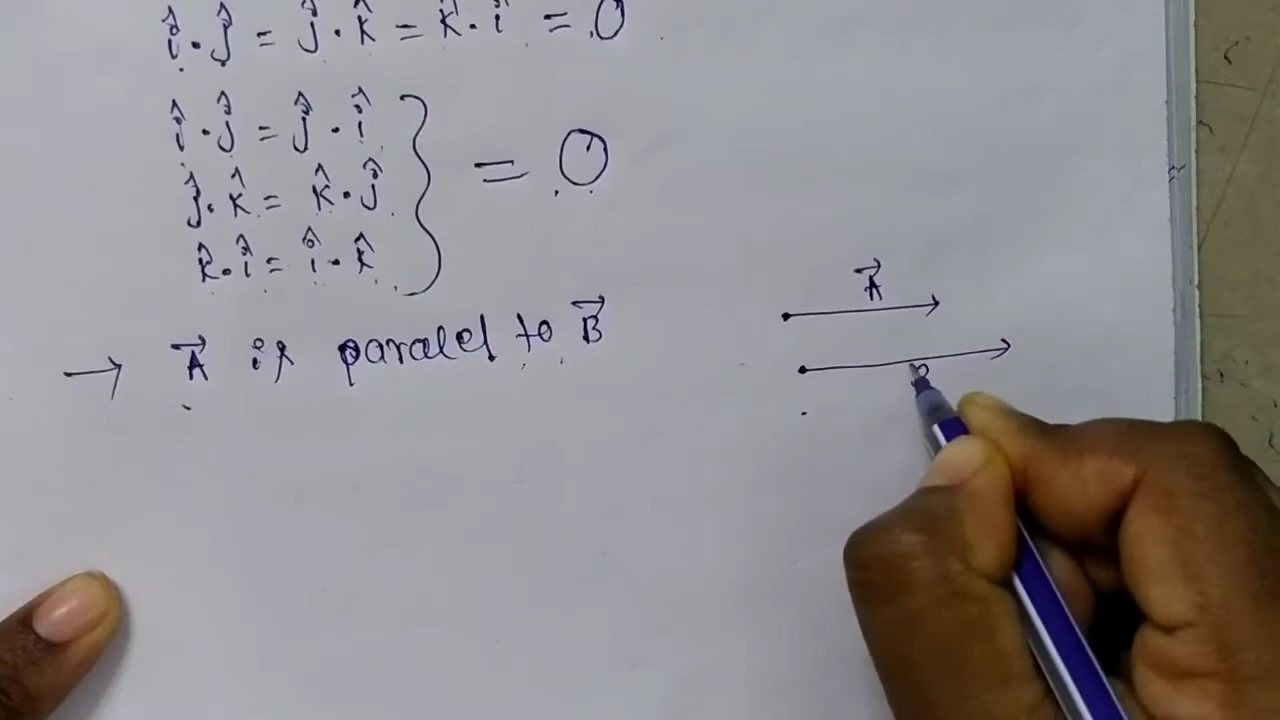 î · ĵ = ĵ · k̂ = k̂ · î = 0
î · ĵ = ĵ · î
ĵ · k̂ = k̂ · ĵ } = 0
k̂ · î = î · k̂
→ A⃗ is paralel to B⃗
A⃗